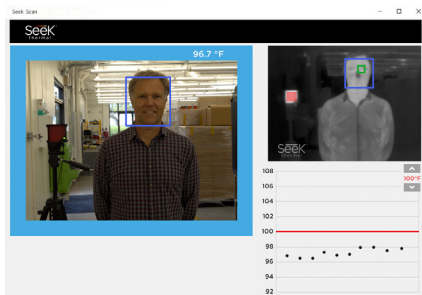 Seek Scan
Seek
thermal
96.7 °F
Seek
thermal
108
100°F
106
104
102
100
98
96
94
92